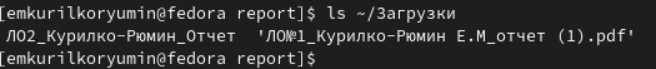 [emkurilkoryumin@fedora report]$ ls ~/Загрузки
ЛО2_Курилко-Рюмин_Отчет  'ЛО№1_Курилко-Рюмин Е.М_отчет (1).pdf'
[emkurilkoryumin@fedora report]$